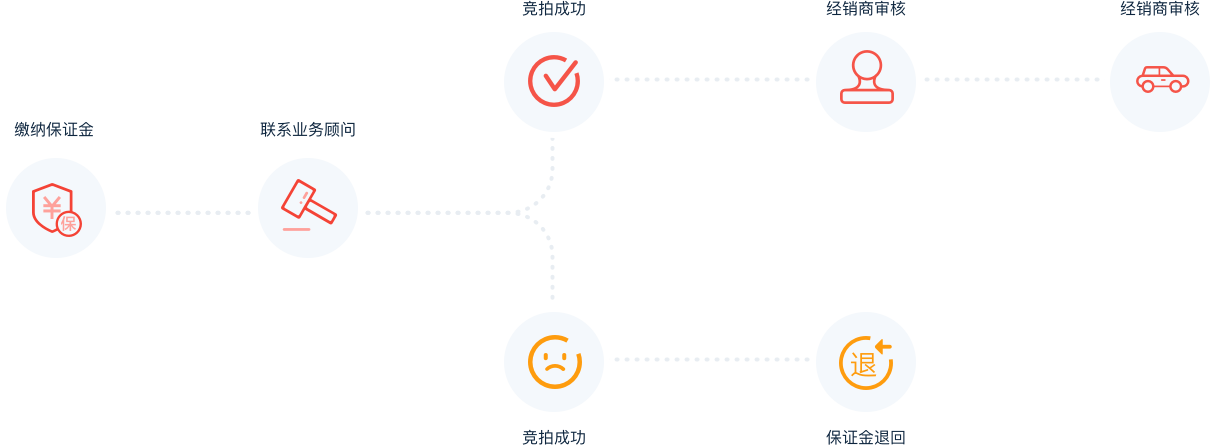 竞拍成功
经销商审核
经销商审核
缴纳保证金
联系业务顾问
¥
保
退
竞拍成功
保证金退回